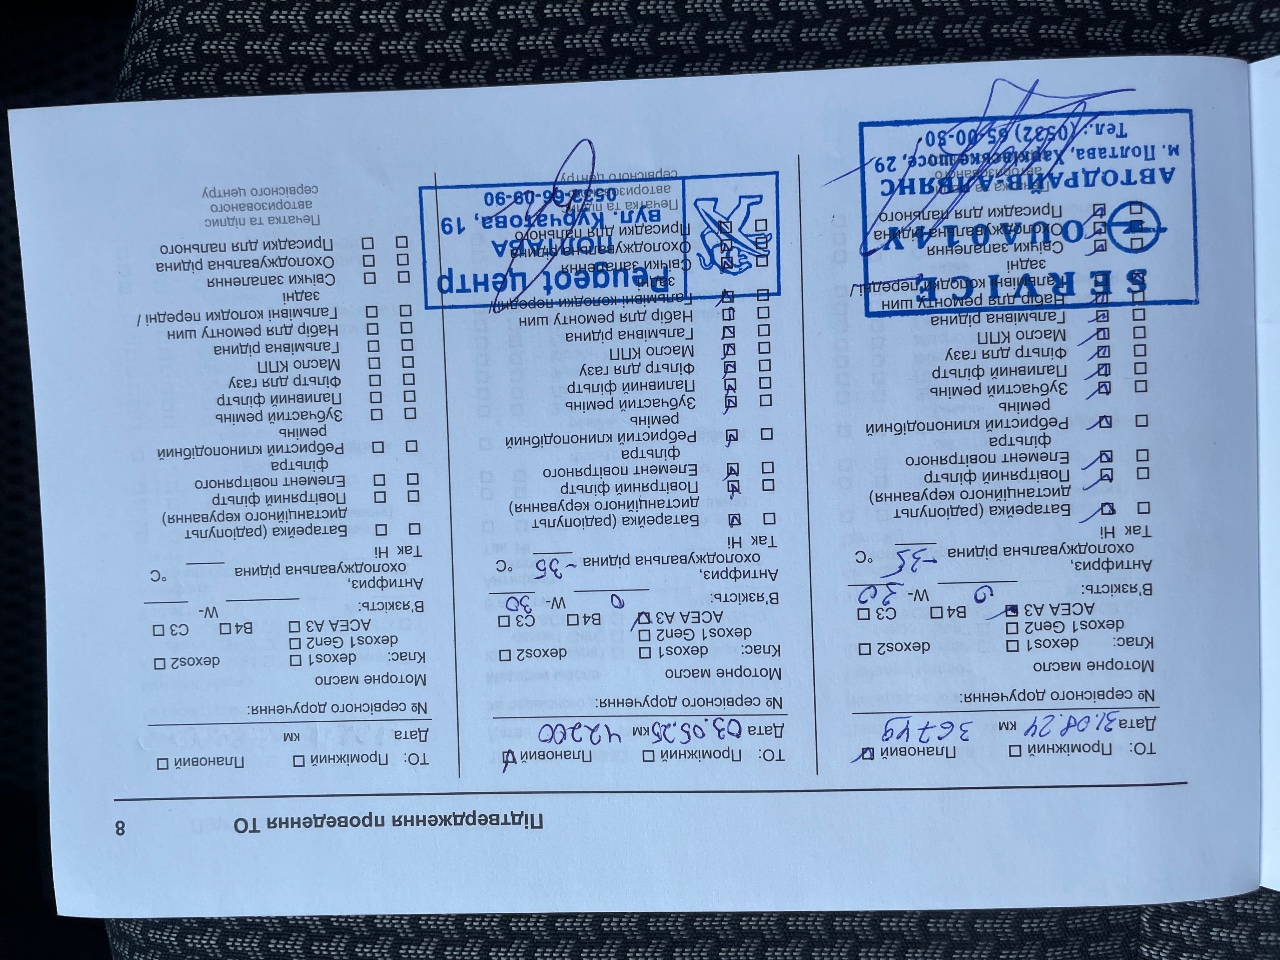 Підтвердження проведення ТО
8
ТО: Проміжний Плановий
Дата 31.08.24 км 36749
№ сервісного доручення:
Моторне масло
Клас: dexos1 dexos2
dexos1 Gen2
ACEA A3 B4 C3
В'язкість: 0 W- 30
Антифриз,
охолоджувальна рідина -35 °C
Так Ні
Батарейка (радіопульт
дистанційного керування)
Повітряний фільтр
Елемент повітряного
фільтра
Ребристий клиноподібний
ремінь
Зубчастий ремінь
Паливний фільтр
Фільтр для газу
Масло КПП
Гальмівна рідина
Набір для ремонту шин
Гальмівні колодки передні/
задні
Свічки запалення
Охолоджувальна рідина
Присадки для пального
SERVICE
OUA014Y
АВТОДРАЙВ АЛЬЯНС
м. Полтава, Харківське шосе, 29
Тел.: (0532) 65-00-80
ТО: Проміжний Плановий
Дата 03.05.25 км 42200
№ сервісного доручення:
Моторне масло
Клас: dexos1 dexos2
dexos1 Gen2
ACEA A3 B4 C3
В'язкість: 0 W- 30
Антифриз,
охолоджувальна рідина -35 °C
Так Ні
Батарейка (радіопульт
дистанційного керування)
Повітряний фільтр
Елемент повітряного
фільтра
Ребристий клиноподібний
ремінь
Зубчастий ремінь
Паливний фільтр
Фільтр для газу
Масло КПП
Гальмівна рідина
Набір для ремонту шин
Гальмівні колодки передні/
задні
Свічки запалення
Охолоджувальна рідина
Присадки для пального
Печатка та підпис
авторизованого
сервісного центру
Peugeot центр
ПОЛТАВА
вул. Курчатова, 19
0532-66-09-90
ТО: Проміжний Плановий
Дата км
№ сервісного доручення:
Моторне масло
Клас: dexos1 dexos2
dexos1 Gen2
ACEA A3 B4 C3
В'язкість: W-
Антифриз,
охолоджувальна рідина °C
Так Ні
Батарейка (радіопульт
дистанційного керування)
Повітряний фільтр
Елемент повітряного
фільтра
Ребристий клиноподібний
ремінь
Зубчастий ремінь
Паливний фільтр
Фільтр для газу
Масло КПП
Гальмівна рідина
Набір для ремонту шин
Гальмівні колодки передні /
задні
Свічки запалення
Охолоджувальна рідина
Присадки для пального
Печатка та підпис
авторизованого
сервісного центру